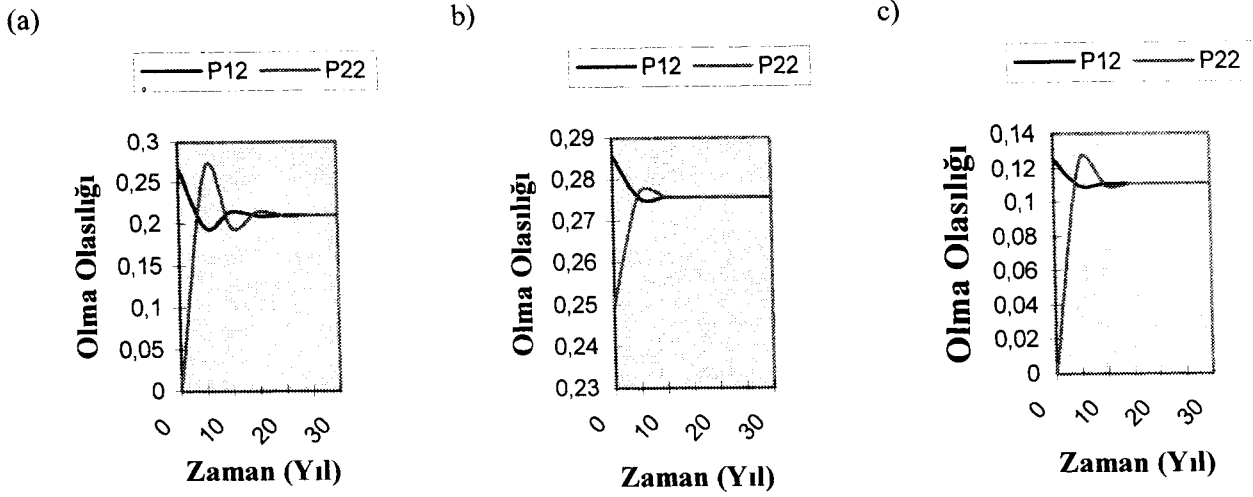 (a)
P12 P22
0,3
0,25
0,2
0,15
0,1
0,05
0
0 10 20 30
Olma Olasılığı
Zaman (Yıl)
b)
P12 P22
0,29
0,28
0,27
0,26
0,25
0,24
0,23
0 10 20 30
Olma Olasılığı
Zaman (Yıl)
c)
P12 P22
0,14
0,12
0,1
0,08
0,06
0,04
0,02
0
0 10 20 30
Olma Olasılığı
Zaman (Yıl)